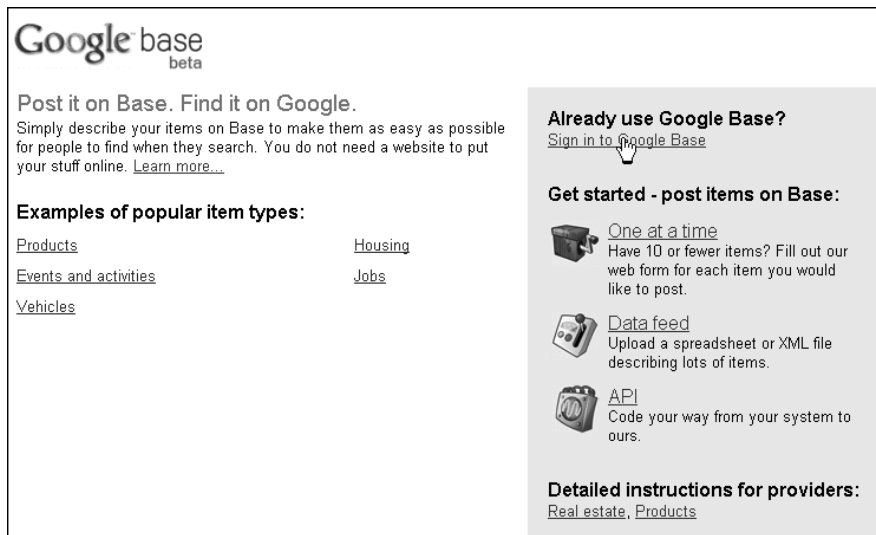 Google base
beta
Post it on Base. Find it on Google.
Simply describe your items on Base to make them as easy as possible
for people to find when they search. You do not need a website to put
your stuff online. Learn more...
Examples of popular item types:
Products
Housing
Events and activities
Jobs
Vehicles
Already use Google Base?
Sign in to Google Base
Get started - post items on Base:
One at a time
Have 10 or fewer items? Fill out our
web form for each item you would
like to post.
Data feed
Upload a spreadsheet or XML file
describing lots of items.
API
Code your way from your system to
ours.
Detailed instructions for providers:
Real estate, Products